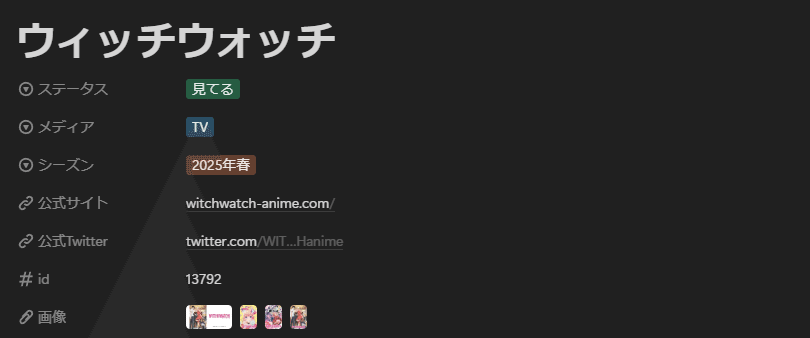 ウィッチウォッチ
ステータス 見てる
メディア TV
シーズン 2025年春
公式サイト witchwatch-anime.com/
公式Twitter twitter.com/WIT...Hanime
id 13792
画像